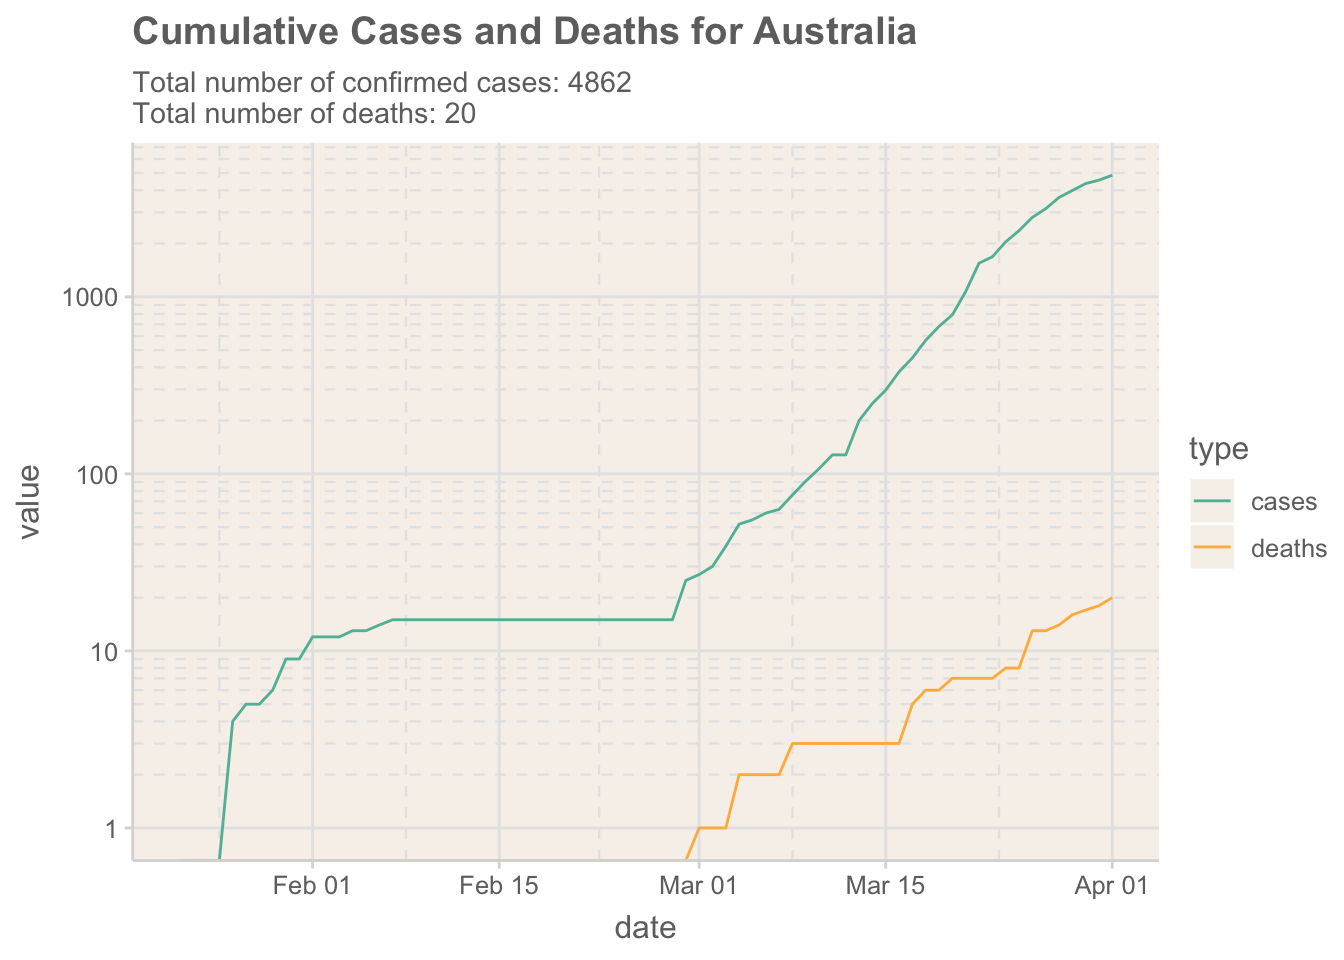 Cumulative Cases and Deaths for Australia
Total number of confirmed cases: 4862
Total number of deaths: 20
1000
100
10
1
value
Feb 01 Feb 15 Mar 01 Mar 15 Apr 01
date
type
cases
deaths